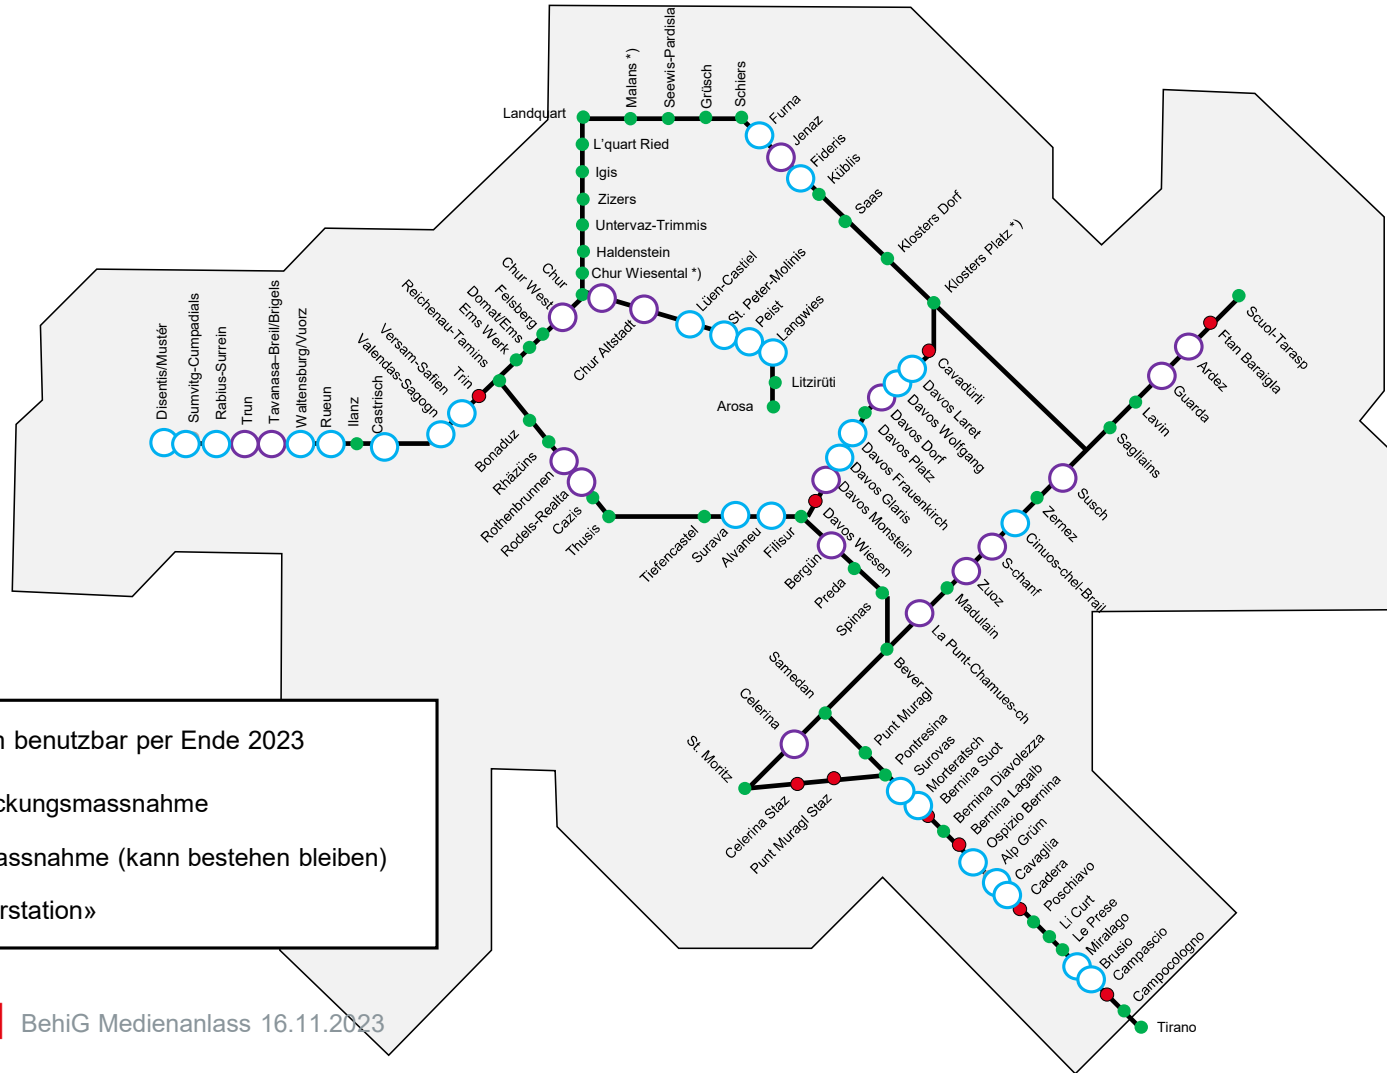 Landquart
Malans *)
Seewis-Pardisla
Grüsch
Schiers
Furna
Jenaz
Fideris
Küblis
Saas
Klosters Dorf
Klosters Platz *)
L'quart Ried
Igis
Zizers
Untervaz-Trimmis
Haldenstein
Chur Wiesental *)
Chur
Chur West
Felsberg
Domat/Ems
Ems Werk
Reichenau-Tamins
Trin
Versam-Safien
Valendas-Sagogn
Castrisch
Ilanz
Rueun
Waltensburg/Vuorz
Tavanasa–Breil/Brigels
Trun
Rabius-Surrein
Sumvitg-Cumpadials
Disentis/Mustér
Chur Altstadt
Lüen-Castiel
St. Peter-Molinis
Peist
Langwies
Litzirüti
Arosa
Bonaduz
Rhäzüns
Rothenbrunnen
Rodels-Realta
Cazis
Thusis
Tiefencastel
Surava
Alvaneu
Filisur
Cavadürli
Davos Laret
Davos Wolfgang
Davos Dorf
Davos Platz
Davos Frauenkirch
Davos Glaris
Davos Monstein
Davos Wiesen
Bergün
Preda
Spinas
Bever
Scuol-Tarasp
Ftan Baraigla
Ardez
Guarda
Lavin
Sagliains
Susch
Zernez
Cinuos-chel-Brail
S-chanf
Zuoz
Madulain
La Punt-Chamues-ch
Samedan
Celerina
St. Moritz
Celerina Staz
Punt Muragl Staz
Punt Muragl
Pontresina
Surovas
Morteratsch
Bernina Suot
Bernina Diavolezza
Bernina Lagalb
Ospizio Bernina
Alp Grüm
Cavaglia
Cadera
Poschiavo
Li Curt
Le Prese
Miralago
Brusio
Campascio
Campocologno
Tirano
n benutzbar per Ende 2023
ckungsmassnahme
assnahme (kann bestehen bleiben)
rstation»
BehiG Medienanlass 16.11.2023